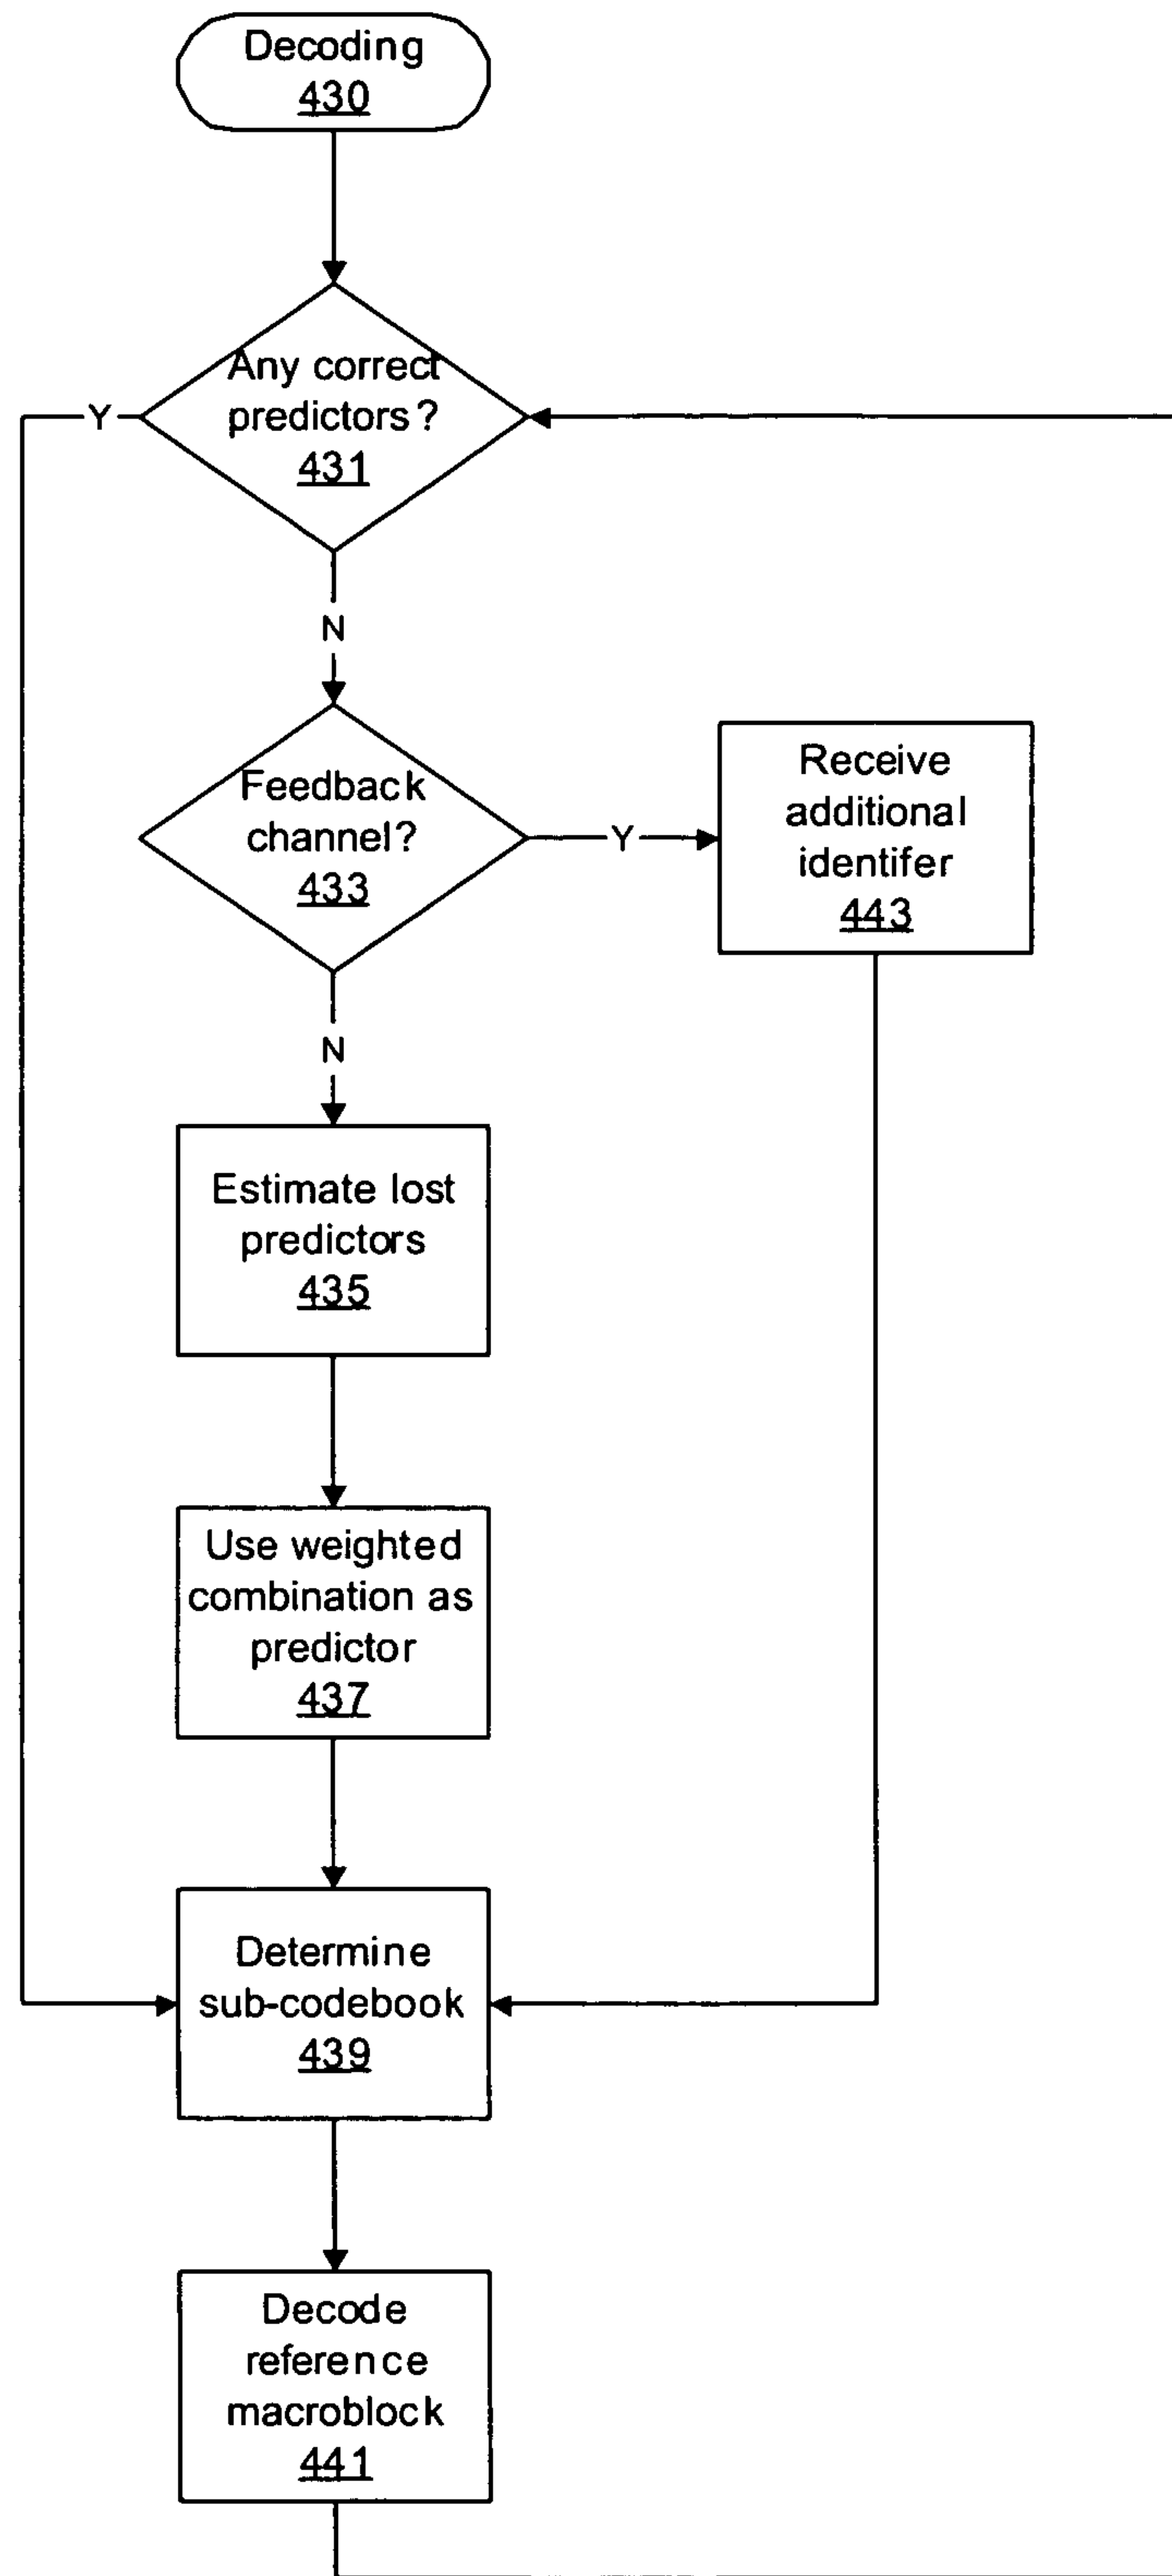 Decoding
430
Any correct
predictors?
431
Y
N
Feedback
channel?
433
Y
Receive
additional
identifer
443
N
Estimate lost
predictors
435
Use weighted
combination as
predictor
437
Determine
sub-codebook
439
Decode
reference
macroblock
441